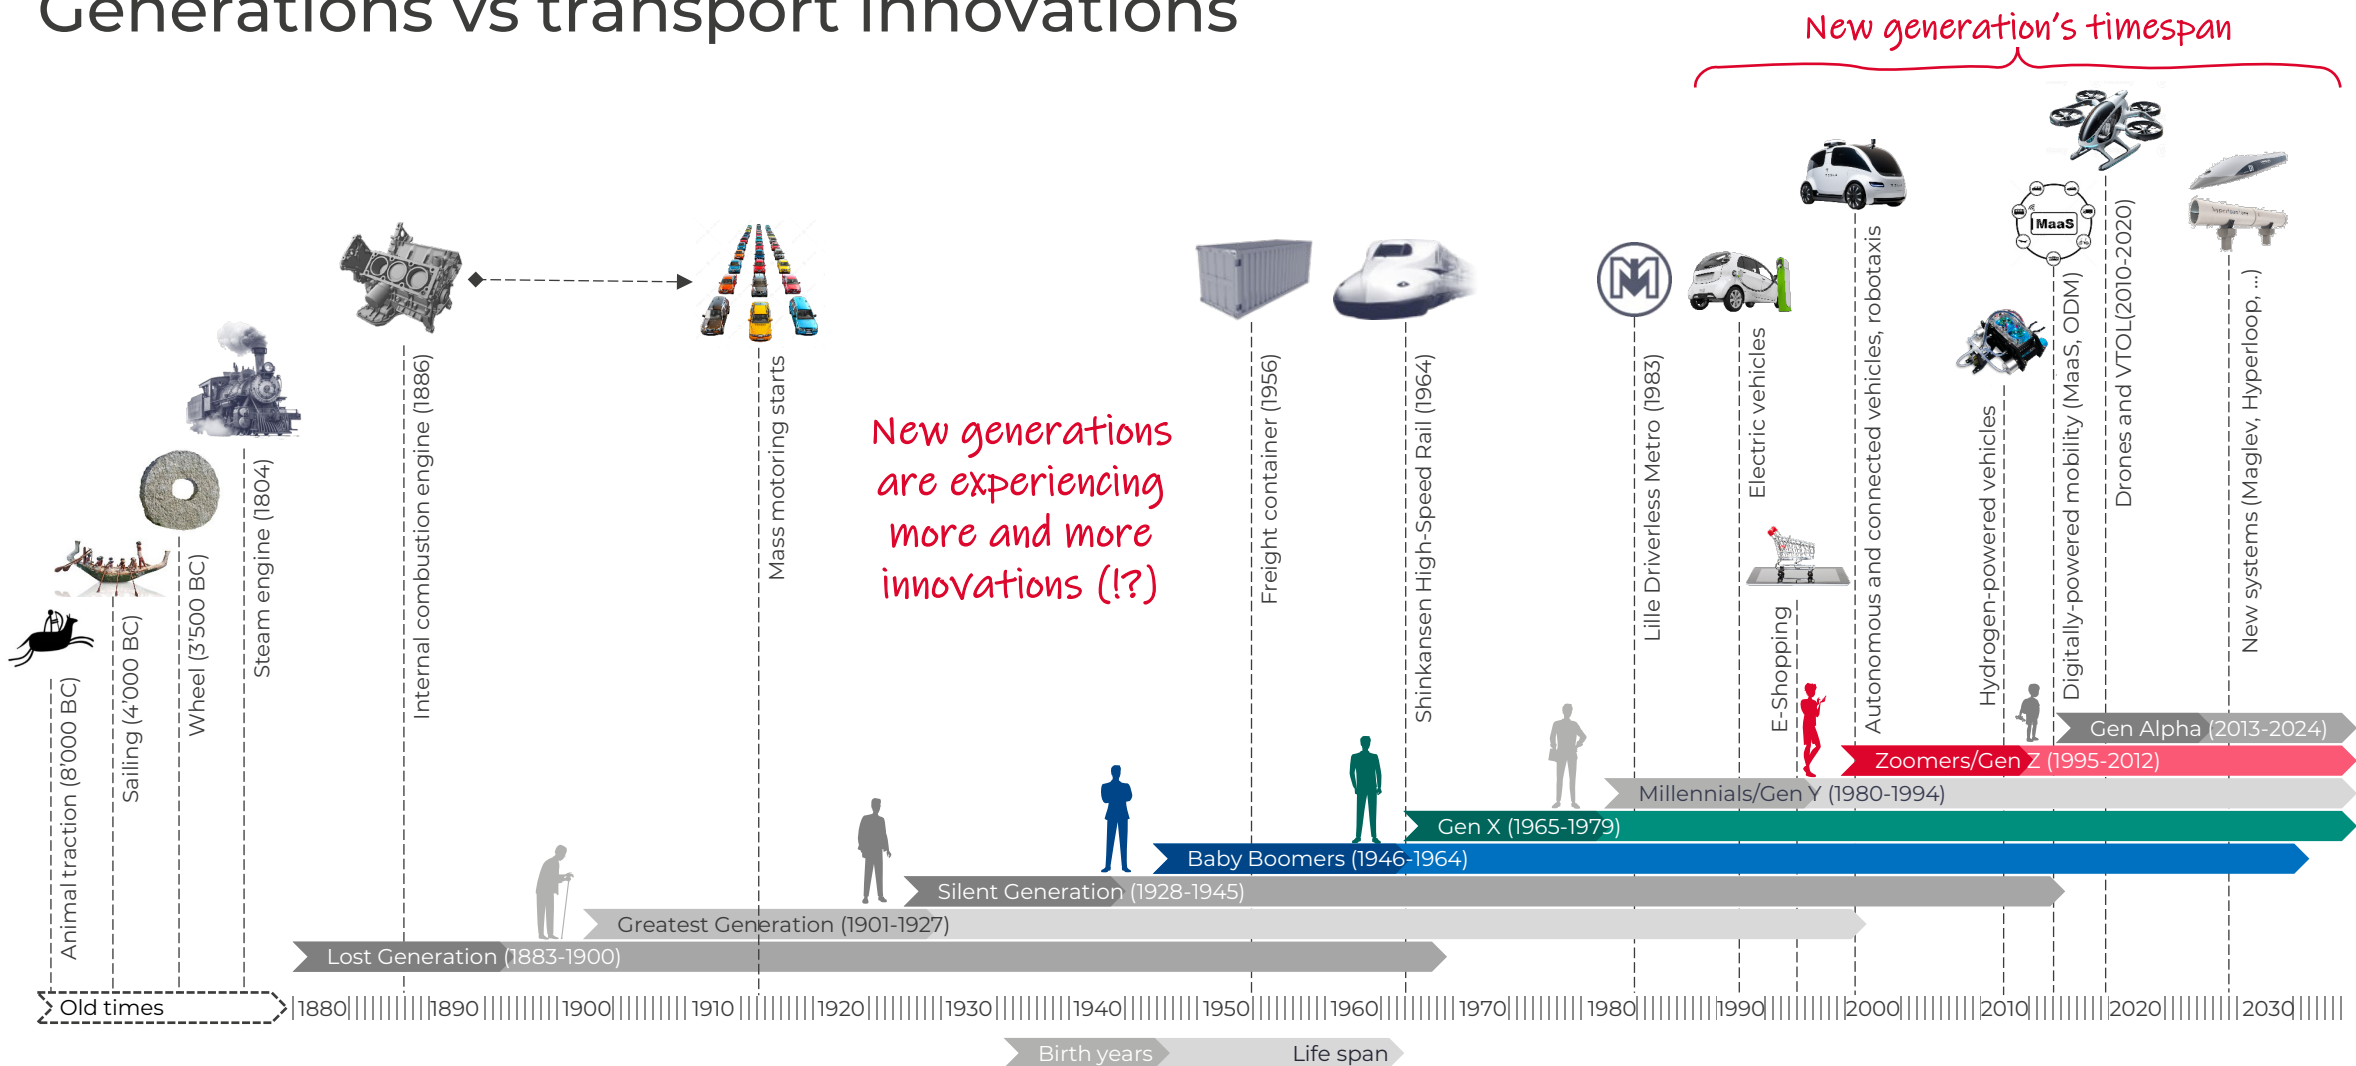 Generations vs transport innovations
New generation's timespan
New generations
are experiencing
more and more
innovations (!?)
Animal traction (8'000 BC)
Sailing (4'000 BC)
Wheel (3'500 BC)
Steam engine (1804)
Internal combustion engine (1886)
Mass motoring starts
Freight container (1956)
Shinkansen High-Speed Rail (1964)
Lille Driverless Metro (1983)
Electric vehicles
E-Shopping
Autonomous and connected vehicles, robotaxis
Hydrogen-powered vehicles
MaaS
Digitally-powered mobility (MaaS, ODM)
Drones and VTOL(2010-2020)
New systems (Maglev, Hyperloop, ...)
Gen Alpha (2013-2024)
Zoomers/Gen Z (1995-2012)
Millennials/Gen Y (1980-1994)
Gen X (1965-1979)
Baby Boomers (1946-1964)
Silent Generation (1928-1945)
Greatest Generation (1901-1927)
Lost Generation (1883-1900)
Old times
1880 1890 1900 1910 1920 1930 1940 1950 1960 1970 1980 1990 2000 2010 2020 2030
Birth years
Life span